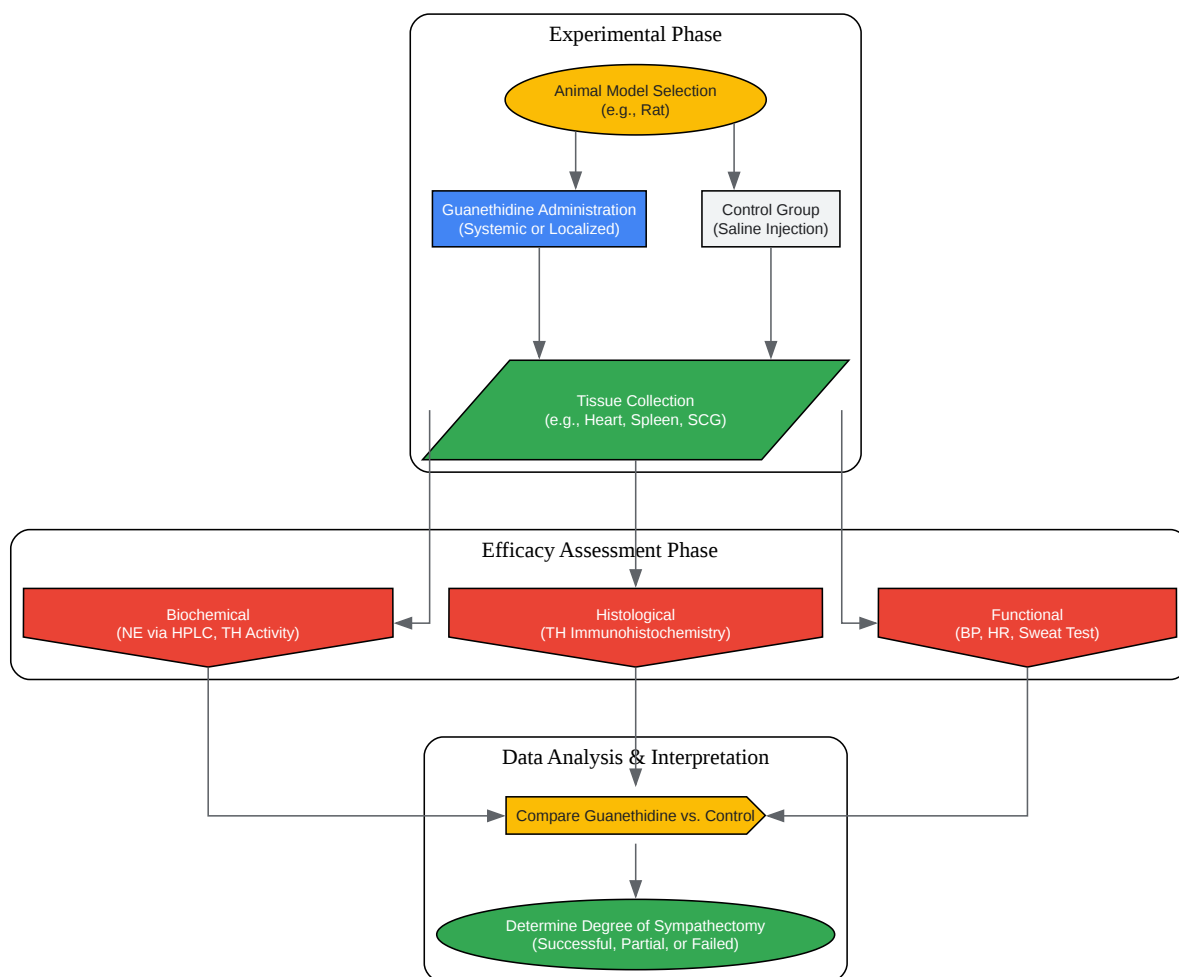 Experimental Phase
Animal Model Selection
(e.g., Rat)
Guanethidine Administration
(Systemic or Localized)
Control Group
(Saline Injection)
Tissue Collection
(e.g., Heart, Spleen, SCG)
Efficacy Assessment Phase
Biochemical
(NE via HPLC, TH Activity)
Histological
(TH Immunohistochemistry)
Functional
(BP, HR, Sweat Test)
Data Analysis & Interpretation
Compare Guanethidine vs. Control
Determine Degree of Sympathectomy
(Successful, Partial, or Failed)